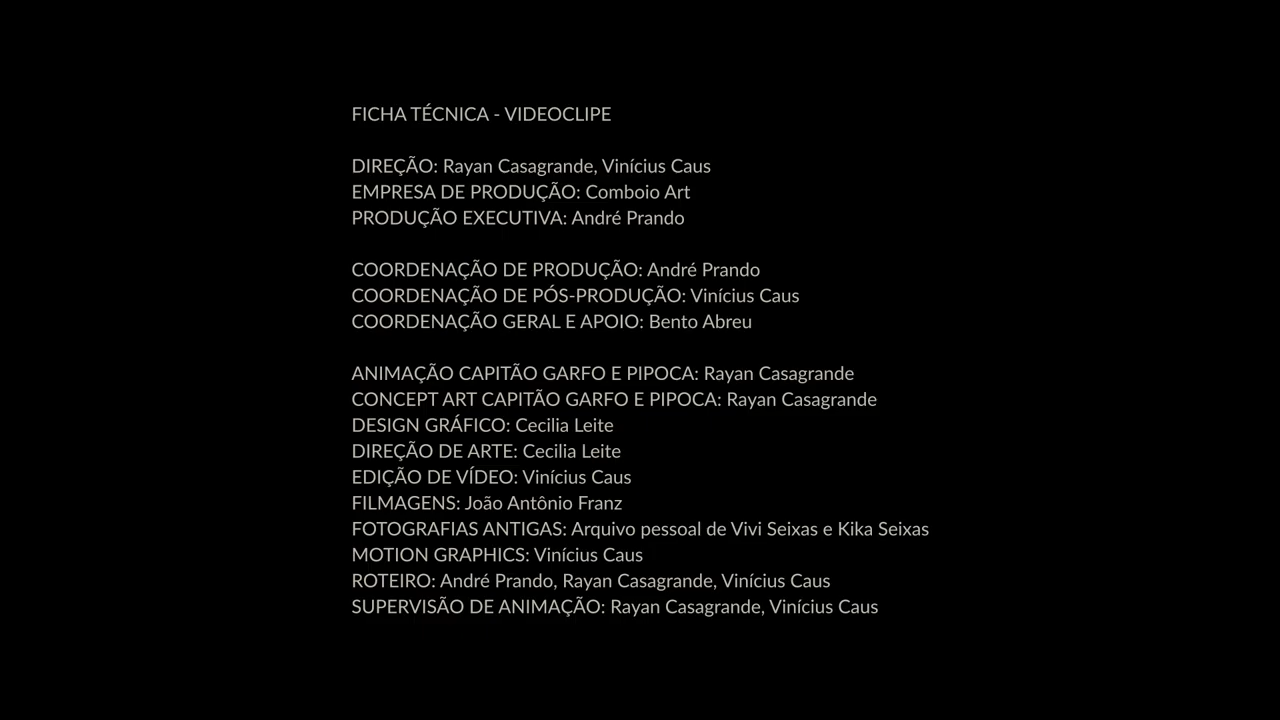 FICHA TÉCNICA - VIDEOCLIPE
DIREÇÃO: Rayan Casagrande, Vinícius Caus
EMPRESA DE PRODUÇÃO: Comboio Art
PRODUÇÃO EXECUTIVA: André Prando
COORDENAÇÃO DE PRODUÇÃO: André Prando
COORDENAÇÃO DE PÓS-PRODUÇÃO: Vinícius Caus
COORDENAÇÃO GERAL E APOIO: Bento Abreu
ANIMAÇÃO CAPITÃO GARFO E PIPOCA: Rayan Casagrande
CONCEPT ART CAPITÃO GARFO E PIPOCA: Rayan Casagrande
DESIGN GRÁFICO: Cecilia Leite
DIREÇÃO DE ARTE: Cecilia Leite
EDIÇÃO DE VÍDEO: Vinícius Caus
FILMAGENS: João Antônio Franz
FOTOGRAFIAS ANTIGAS: Arquivo pessoal de Vivi Seixas e Kika Seixas
MOTION GRAPHICS: Vinícius Caus
ROTEIRO: André Prando, Rayan Casagrande, Vinícius Caus
SUPERVISÃO DE ANIMAÇÃO: Rayan Casagrande, Vinícius Caus